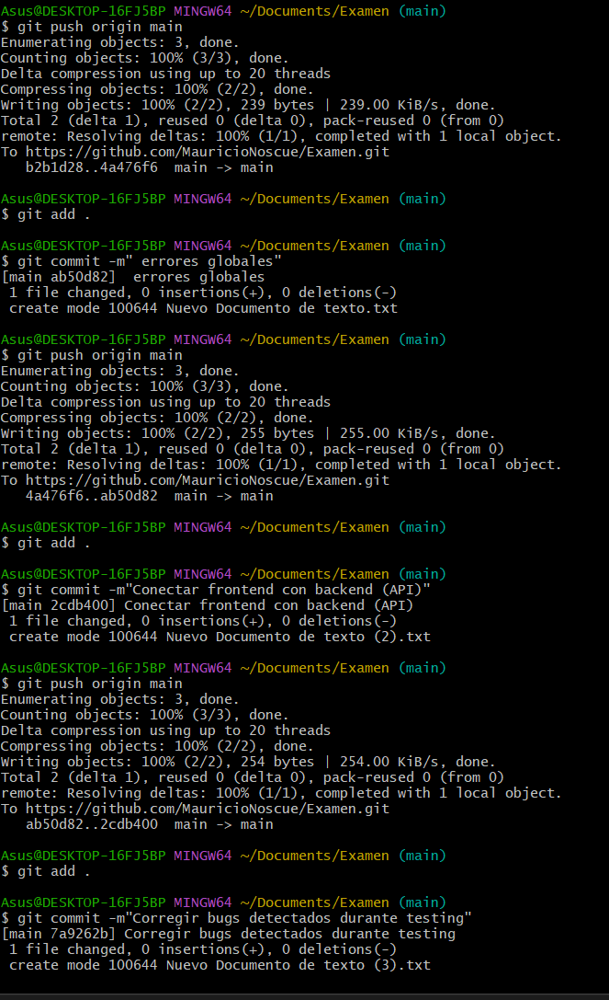 Asus@DESKTOP-16FJ5BP MINGW64 ~/Documents/Examen (main)
$ git push origin main
Enumerating objects: 3, done.
Counting objects: 100% (3/3), done.
Delta compression using up to 20 threads
Compressing objects: 100% (2/2), done.
Writing objects: 100% (2/2), 239 bytes | 239.00 KiB/s, done.
Total 2 (delta 1), reused 0 (delta 0), pack-reused 0 (from 0)
remote: Resolving deltas: 100% (1/1), completed with 1 local object.
To https://github.com/MauricioNoscue/Examen.git
   b2b1d28..4a476f6  main -> main

Asus@DESKTOP-16FJ5BP MINGW64 ~/Documents/Examen (main)
$ git add .

Asus@DESKTOP-16FJ5BP MINGW64 ~/Documents/Examen (main)
$ git commit -m" errores globales"
[main ab50d82]  errores globales
 1 file changed, 0 insertions(+), 0 deletions(-)
 create mode 100644 Nuevo Documento de texto.txt

Asus@DESKTOP-16FJ5BP MINGW64 ~/Documents/Examen (main)
$ git push origin main
Enumerating objects: 3, done.
Counting objects: 100% (3/3), done.
Delta compression using up to 20 threads
Compressing objects: 100% (2/2), done.
Writing objects: 100% (2/2), 255 bytes | 255.00 KiB/s, done.
Total 2 (delta 1), reused 0 (delta 0), pack-reused 0 (from 0)
remote: Resolving deltas: 100% (1/1), completed with 1 local object.
To https://github.com/MauricioNoscue/Examen.git
   4a476f6..ab50d82  main -> main

Asus@DESKTOP-16FJ5BP MINGW64 ~/Documents/Examen (main)
$ git add .

Asus@DESKTOP-16FJ5BP MINGW64 ~/Documents/Examen (main)
$ git commit -m"Conectar frontend con backend (API)"
[main 2cdb400] Conectar frontend con backend (API)
 1 file changed, 0 insertions(+), 0 deletions(-)
 create mode 100644 Nuevo Documento de texto (2).txt

Asus@DESKTOP-16FJ5BP MINGW64 ~/Documents/Examen (main)
$ git push origin main
Enumerating objects: 3, done.
Counting objects: 100% (3/3), done.
Delta compression using up to 20 threads
Compressing objects: 100% (2/2), done.
Writing objects: 100% (2/2), 254 bytes | 254.00 KiB/s, done.
Total 2 (delta 1), reused 0 (delta 0), pack-reused 0 (from 0)
remote: Resolving deltas: 100% (1/1), completed with 1 local object.
To https://github.com/MauricioNoscue/Examen.git
   ab50d82..2cdb400  main -> main

Asus@DESKTOP-16FJ5BP MINGW64 ~/Documents/Examen (main)
$ git add .

Asus@DESKTOP-16FJ5BP MINGW64 ~/Documents/Examen (main)
$ git commit -m"Corregir bugs detectados durante testing"
[main 7a9262b] Corregir bugs detectados durante testing
 1 file changed, 0 insertions(+), 0 deletions(-)
 create mode 100644 Nuevo Documento de texto (3).txt